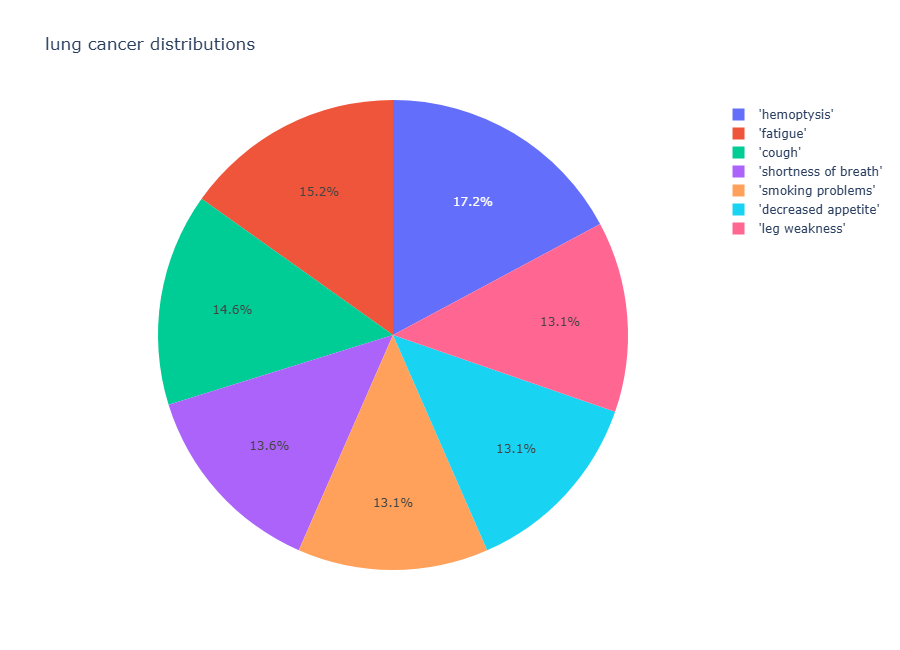 lung cancer distributions
'hemoptysis'
'fatigue'
'cough'
'shortness of breath'
'smoking problems'
'decreased appetite'
'leg weakness'
15.2%
17.2%
14.6%
13.1%
13.6%
13.1%
13.1%